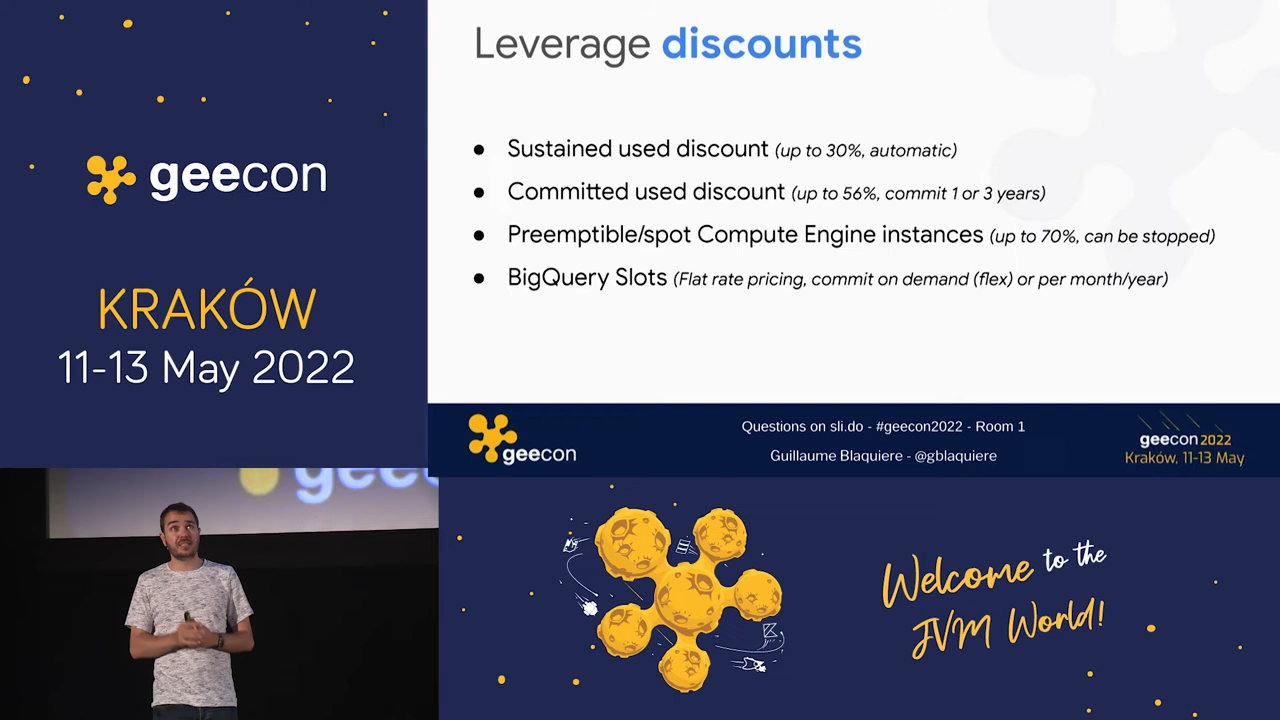 geecon
KRAKÓW
11-13 May 2022
Leverage discounts
● Sustained used discount (up to 30%, automatic)
● Committed used discount (up to 56%, commit 1 or 3 years)
● Preemptible/spot Compute Engine instances (up to 70%, can be stopped)
● BigQuery Slots (Flat rate pricing, commit on demand (flex) or per month/year)
geecon
Questions on sli.do - #geecon2022 - Room 1
Guillaume Blaquiere - @gblaquiere
geecon 2022
Kraków, 11-13 May
Welcome to the
JVM World!